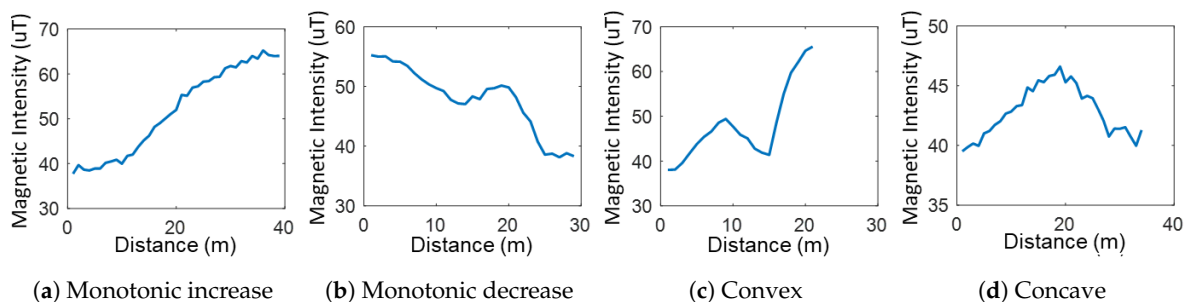 70
60
50
40
30
0
20
40
Magnetic Intensity (uT)
Distance (m)
(a) Monotonic increase
60
50
40
30
0
10
20
30
Magnetic Intensity (uT)
Distance (m)
(b) Monotonic decrease
70
60
50
40
30
0
10
20
30
Magnetic Intensity (uT)
Distance (m)
(c) Convex
50
45
40
35
0
20
40
Magnetic Intensity (uT)
Distance (m)
(d) Concave